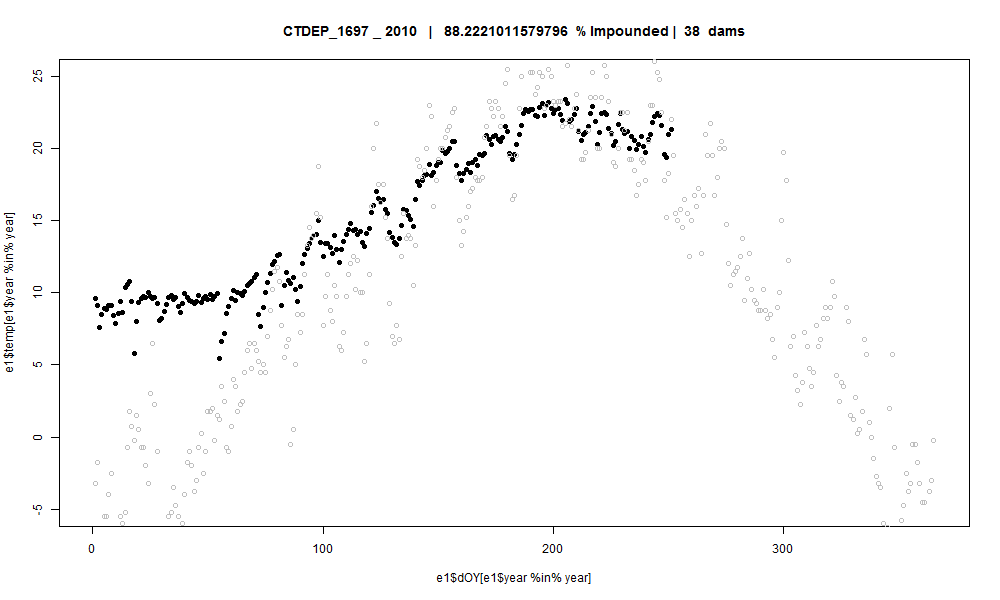 CTDEP_1697 _ 2010 | 88.2221011579796 % Impounded | 38 dams
e1$temp[e1$year %in% year]
25
20
15
10
5
0
-5
0 100 200 300
e1$dOY[e1$year %in% year]